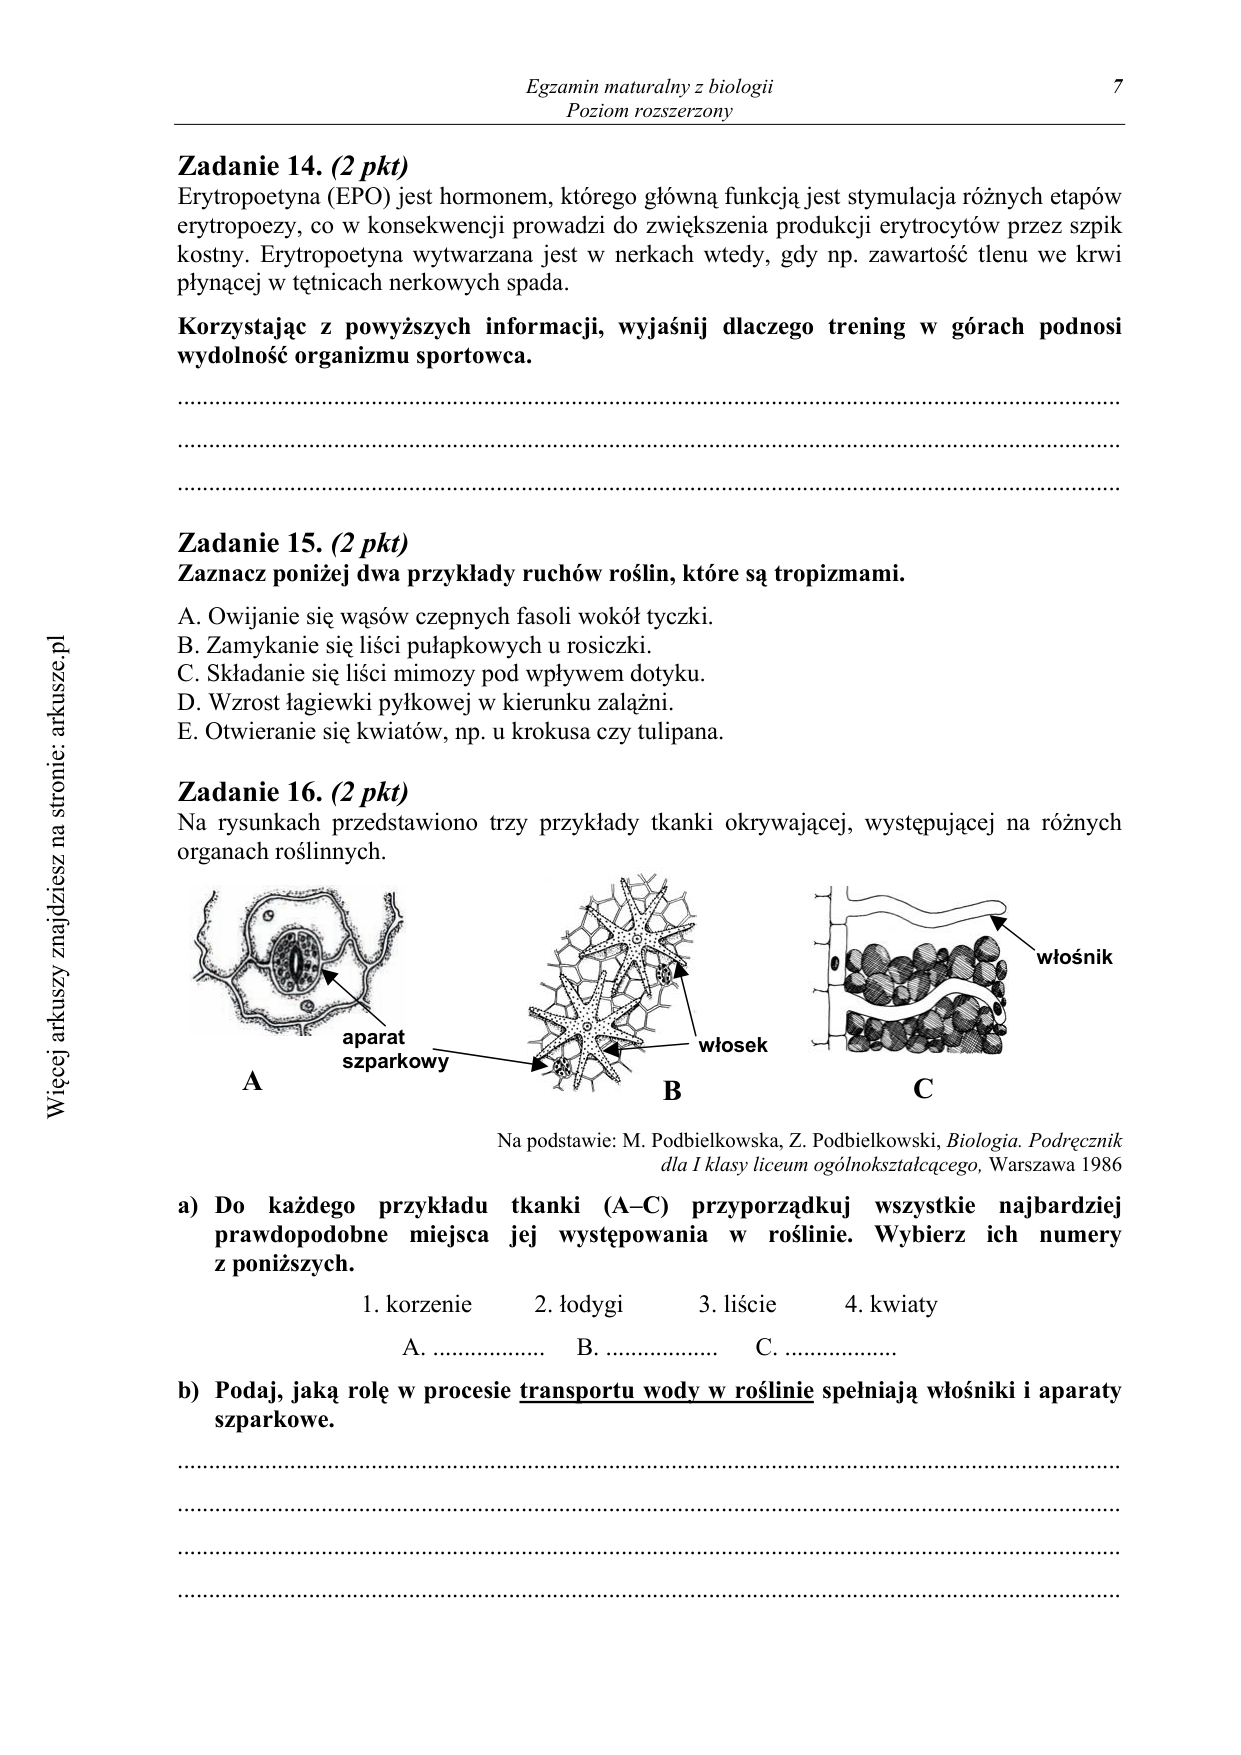 Egzamin maturalny z biologii 7
Poziom rozszerzony
Zadanie 14. (2 pkt)
Erytropoetyna (EPO) jest hormonem, którego główną funkcją jest stymulacja różnych etapów
erytropoezy, co w konsekwencji prowadzi do zwiększenia produkcji erytrocytów przez szpik
kostny. Erytropoetyna wytwarzana jest w nerkach wtedy, gdy np. zawartość tlenu we krwi
płynącej w tętnicach nerkowych spada.
Korzystając z powyższych informacji, wyjaśnij dlaczego trening w górach podnosi
wydolność organizmu sportowca.
Zadanie 15. (2 pkt)
Zaznacz poniżej dwa przykłady ruchów roślin, które są tropizmami.
A. Owijanie się wąsów czepnych fasoli wokół tyczki.
B. Zamykanie się liści pułapkowych u rosiczki.
C. Składanie się liści mimozy pod wpływem dotyku.
D. Wzrost łagiewki pyłkowej w kierunku zalążni.
E. Otwieranie się kwiatów, np. u krokusa czy tulipana.
Zadanie 16. (2 pkt)
Na rysunkach przedstawiono trzy przykłady tkanki okrywającej, występującej na różnych
organach roślinnych.
włośnik
aparat
szparkowy
włosek
A
B
C
Na podstawie: M. Podbielkowska, Z. Podbielkowski, Biologia. Podręcznik
dla I klasy liceum ogólnokształcącego, Warszawa 1986
a) Do każdego przykładu tkanki (A–C) przyporządkuj wszystkie najbardziej
prawdopodobne miejsca jej występowania w roślinie. Wybierz ich numery
z poniższych.
1. korzenie 2. łodygi 3. liście 4. kwiaty
A. .................. B. .................. C. ..................
b) Podaj, jaką rolę w procesie transportu wody w roślinie spełniają włośniki i aparaty
szparkowe.
Więcej arkuszy znajdziesz na stronie: arkusze.pl